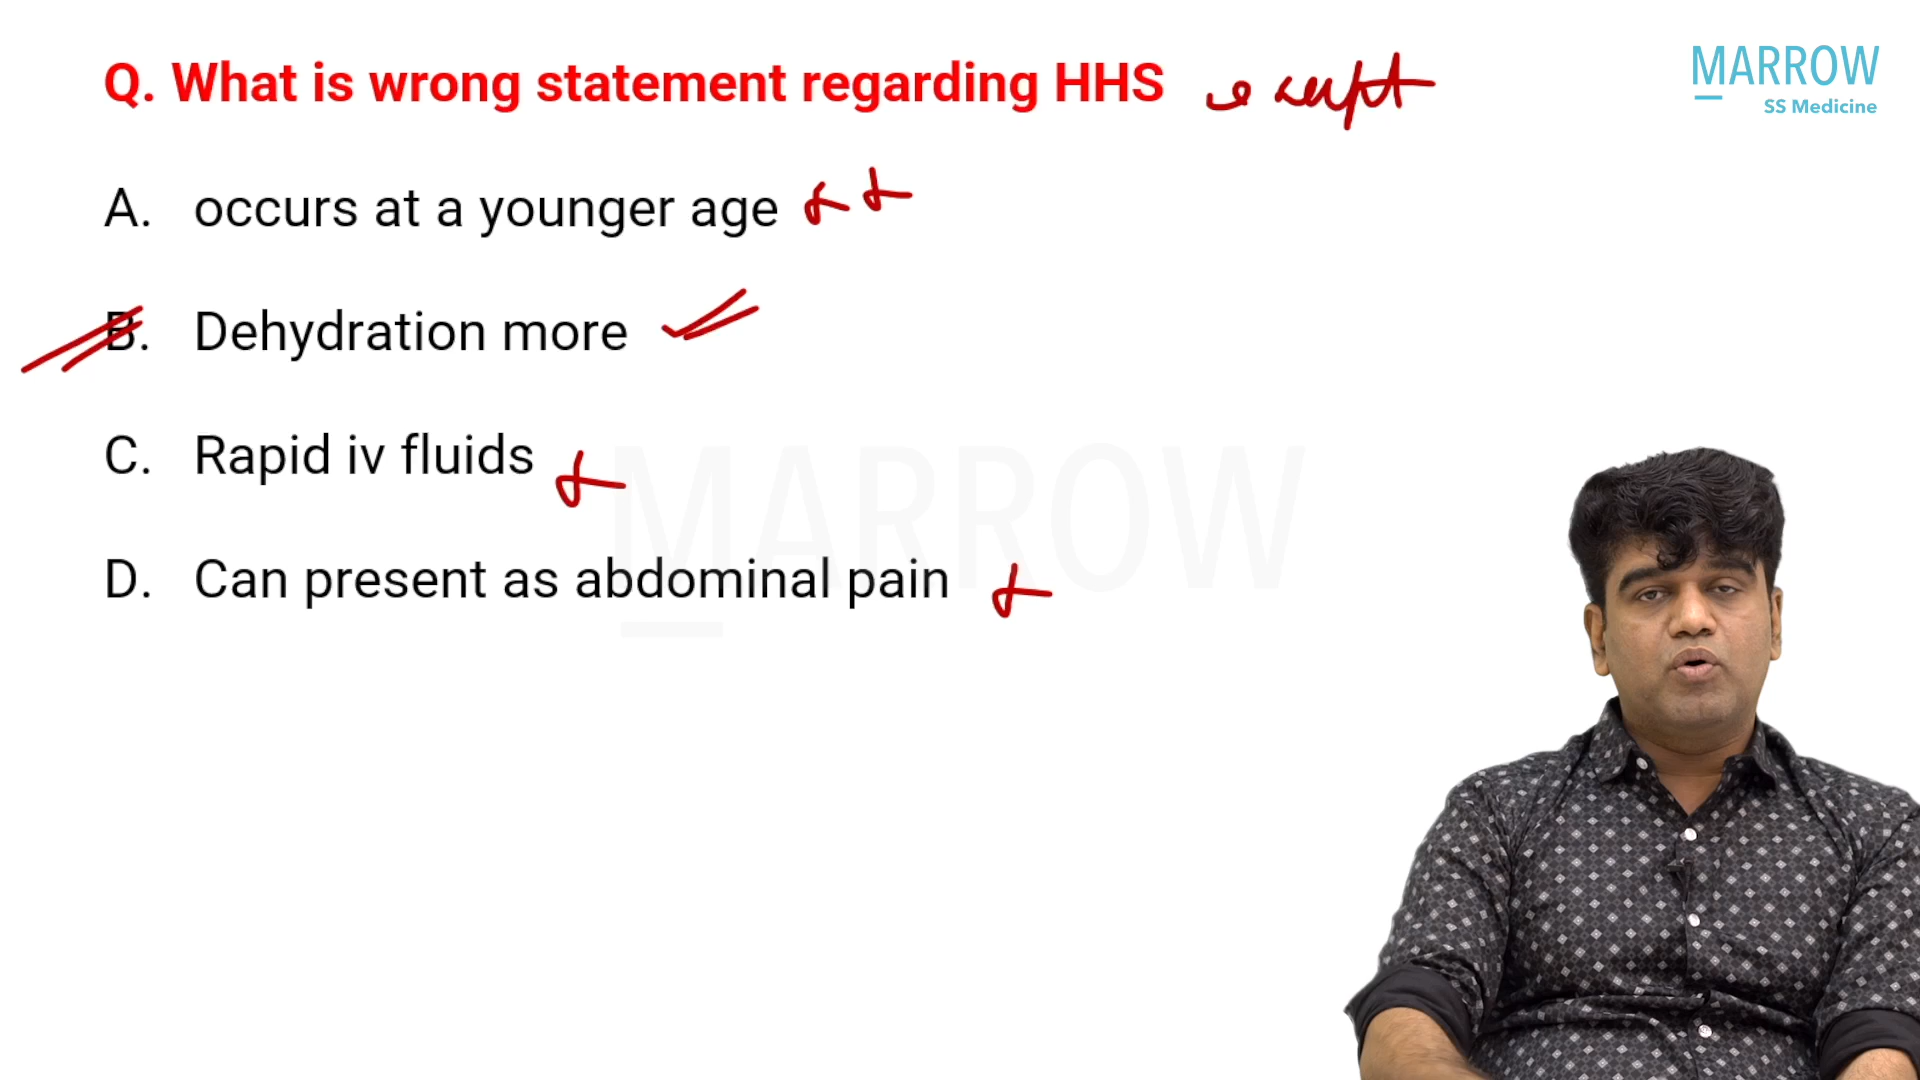 Q. What is wrong statement regarding HHS except
MARROW
SS Medicine
A. occurs at a younger age
B. Dehydration more
C. Rapid iv fluids
D. Can present as abdominal pain
MARROW